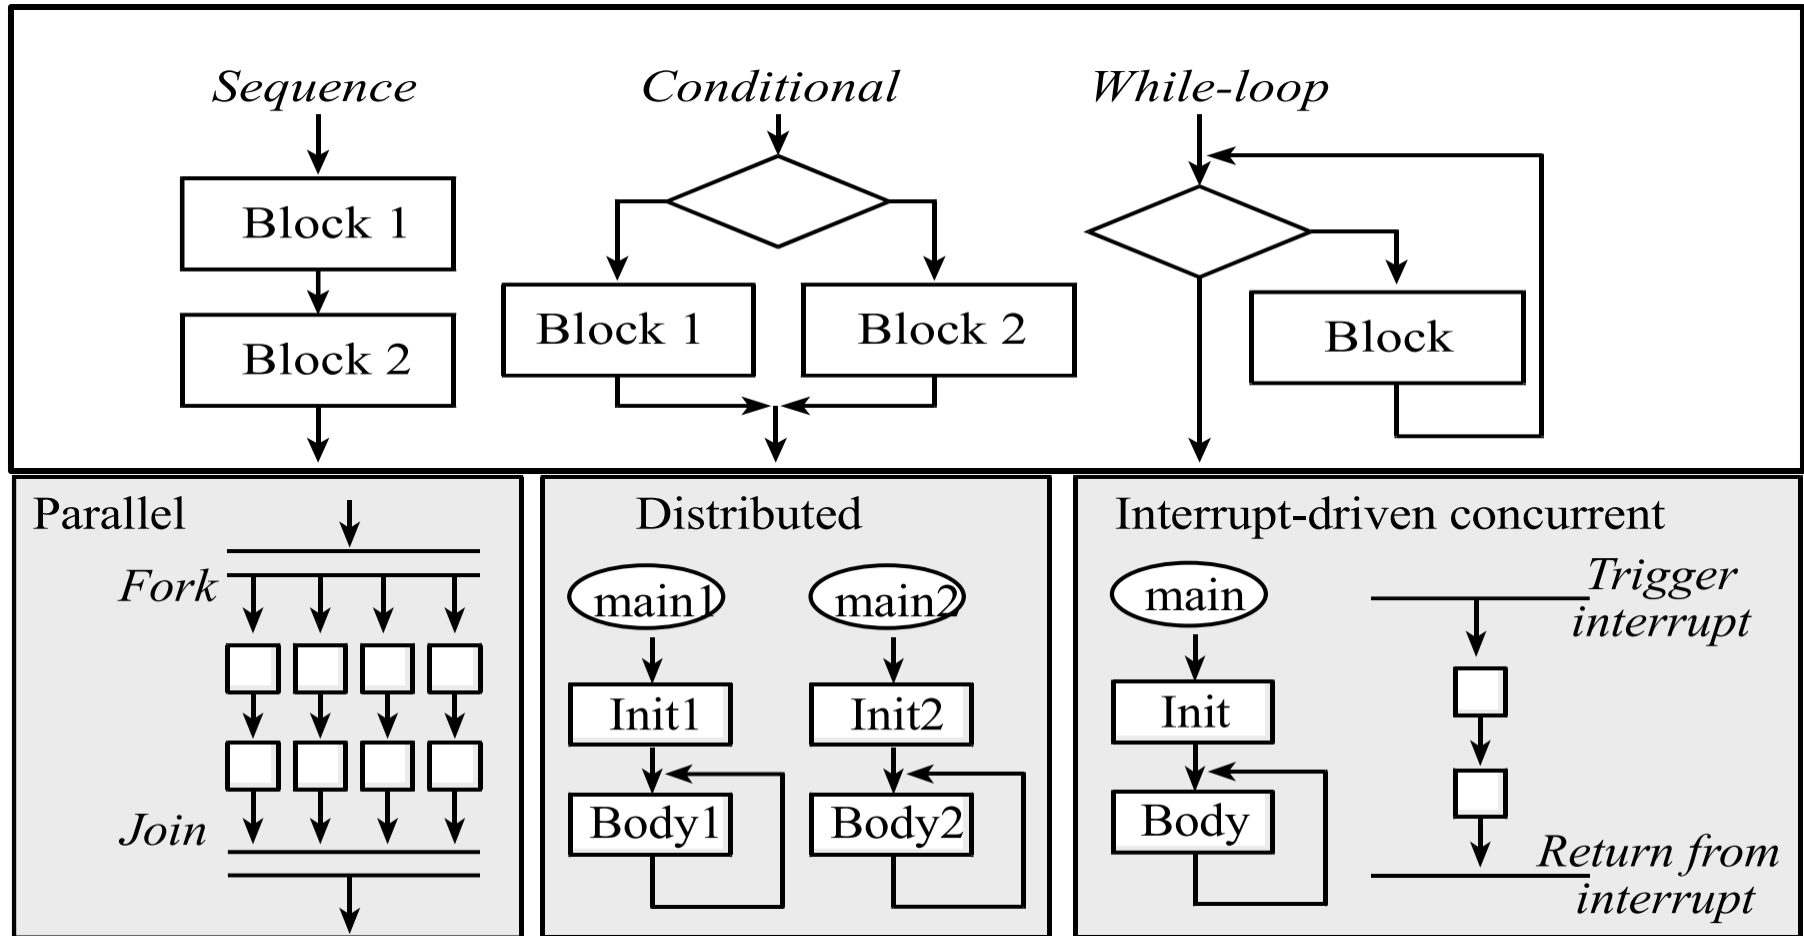 Sequence
Conditional
While-loop
Block 1
Block 2
Block 1
Block 2
Block
Parallel
Fork
Join
Distributed
main1
main2
Init1
Init2
Body1
Body2
Interrupt-driven concurrent
main
Init
Body
Trigger
interrupt
Return from
interrupt